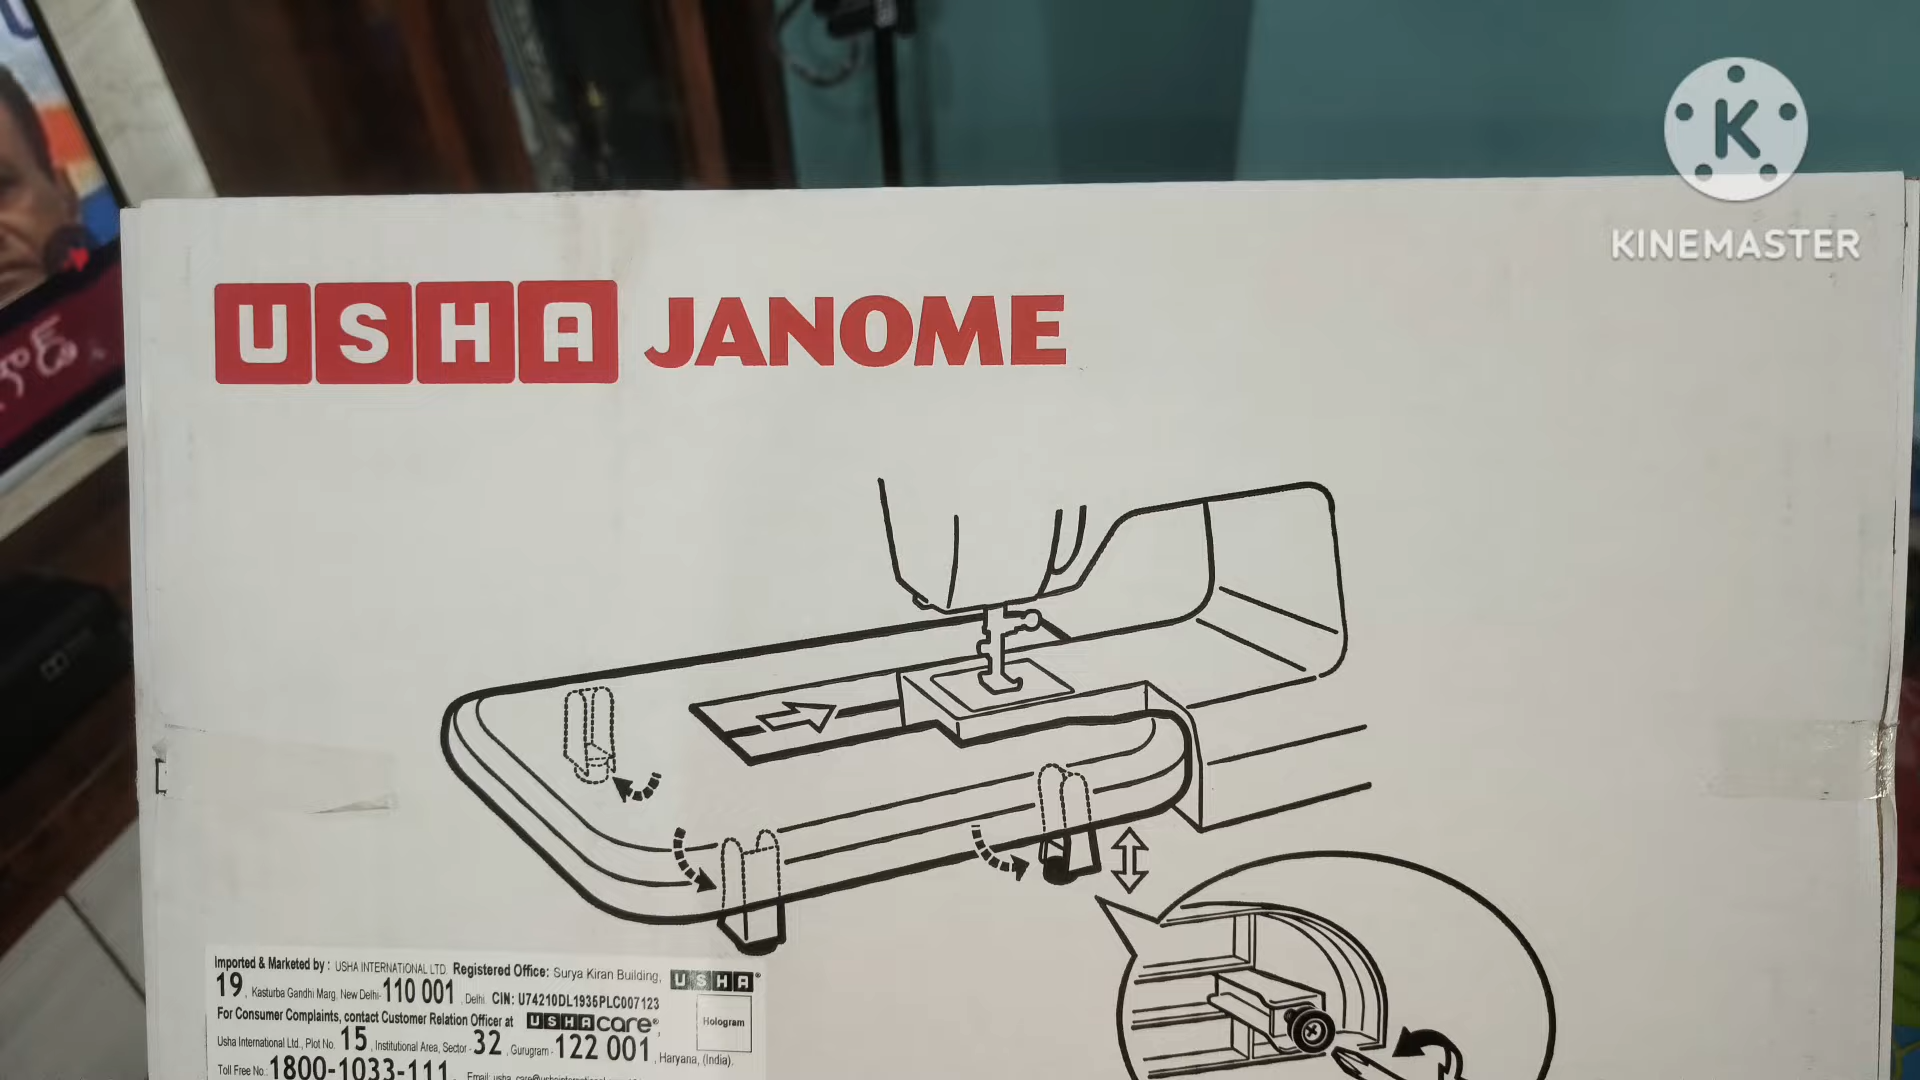 K
KINEMASTER
USHA JANOME
Imported & Marketed by : USHA INTERNATIONAL LTD. Registered Office: Surya Kiran Building, USHA
19, Kasturba Gandhi Marg, New Delhi- 110 001, Delhi. CIN: U74210DL1935PLC007123
For Consumer Complaints, contact Customer Relation Officer at USHA care®,
Hologram
Usha International Ltd., Plot No. 15, Institutional Area, Sector - 32, Gurugram - 122 001, Haryana, (India).
Toll Free No.: 1800-1033-111, Email: